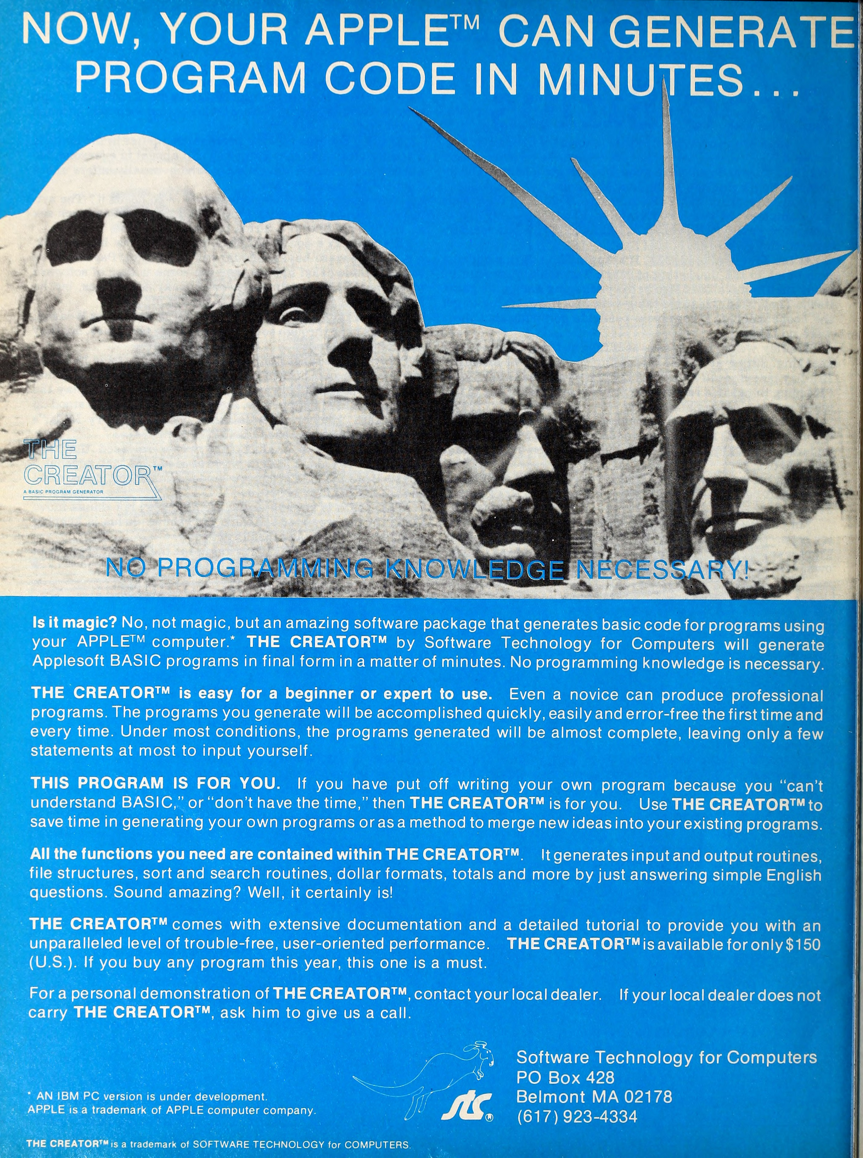 NOW, YOUR APPLE™ CAN GENERATE
PROGRAM CODE IN MINUTES...
THE
CREATOR™
A BASIC PROGRAM GENERATOR
NO PROGRAMMING KNOWLEDGE NECESSARY!
Is it magic? No, not magic, but an amazing software package that generates basic code for programs using
your APPLE™ computer.* THE CREATOR™ by Software Technology for Computers will generate
Applesoft BASIC programs in final form in a matter of minutes. No programming knowledge is necessary.
THE CREATOR™ is easy for a beginner or expert to use. Even a novice can produce professional
programs. The programs you generate will be accomplished quickly, easily and error-free the first time and
every time. Under most conditions, the programs generated will be almost complete, leaving only a few
statements at most to input yourself.
THIS PROGRAM IS FOR YOU. If you have put off writing your own program because you "can't
understand BASIC," or "don't have the time," then THE CREATOR™ is for you. Use THE CREATOR™ to
save time in generating your own programs or as a method to merge new ideas into your existing programs.
All the functions you need are contained within THE CREATOR™. It generates input and output routines,
file structures, sort and search routines, dollar formats, totals and more by just answering simple English
questions. Sound amazing? Well, it certainly is!
THE CREATOR™ comes with extensive documentation and a detailed tutorial to provide you with an
unparalleled level of trouble-free, user-oriented performance. THE CREATOR™ is available for only $150
(U.S.). If you buy any program this year, this one is a must.
For a personal demonstration of THE CREATOR™, contact your local dealer. If your local dealer does not
carry THE CREATOR™, ask him to give us a call.
Software Technology for Computers
PO Box 428
Belmont MA 02178
(617) 923-4334
stc®
* AN IBM PC version is under development.
APPLE is a trademark of APPLE computer company.
THE CREATOR™ is a trademark of SOFTWARE TECHNOLOGY for COMPUTERS.